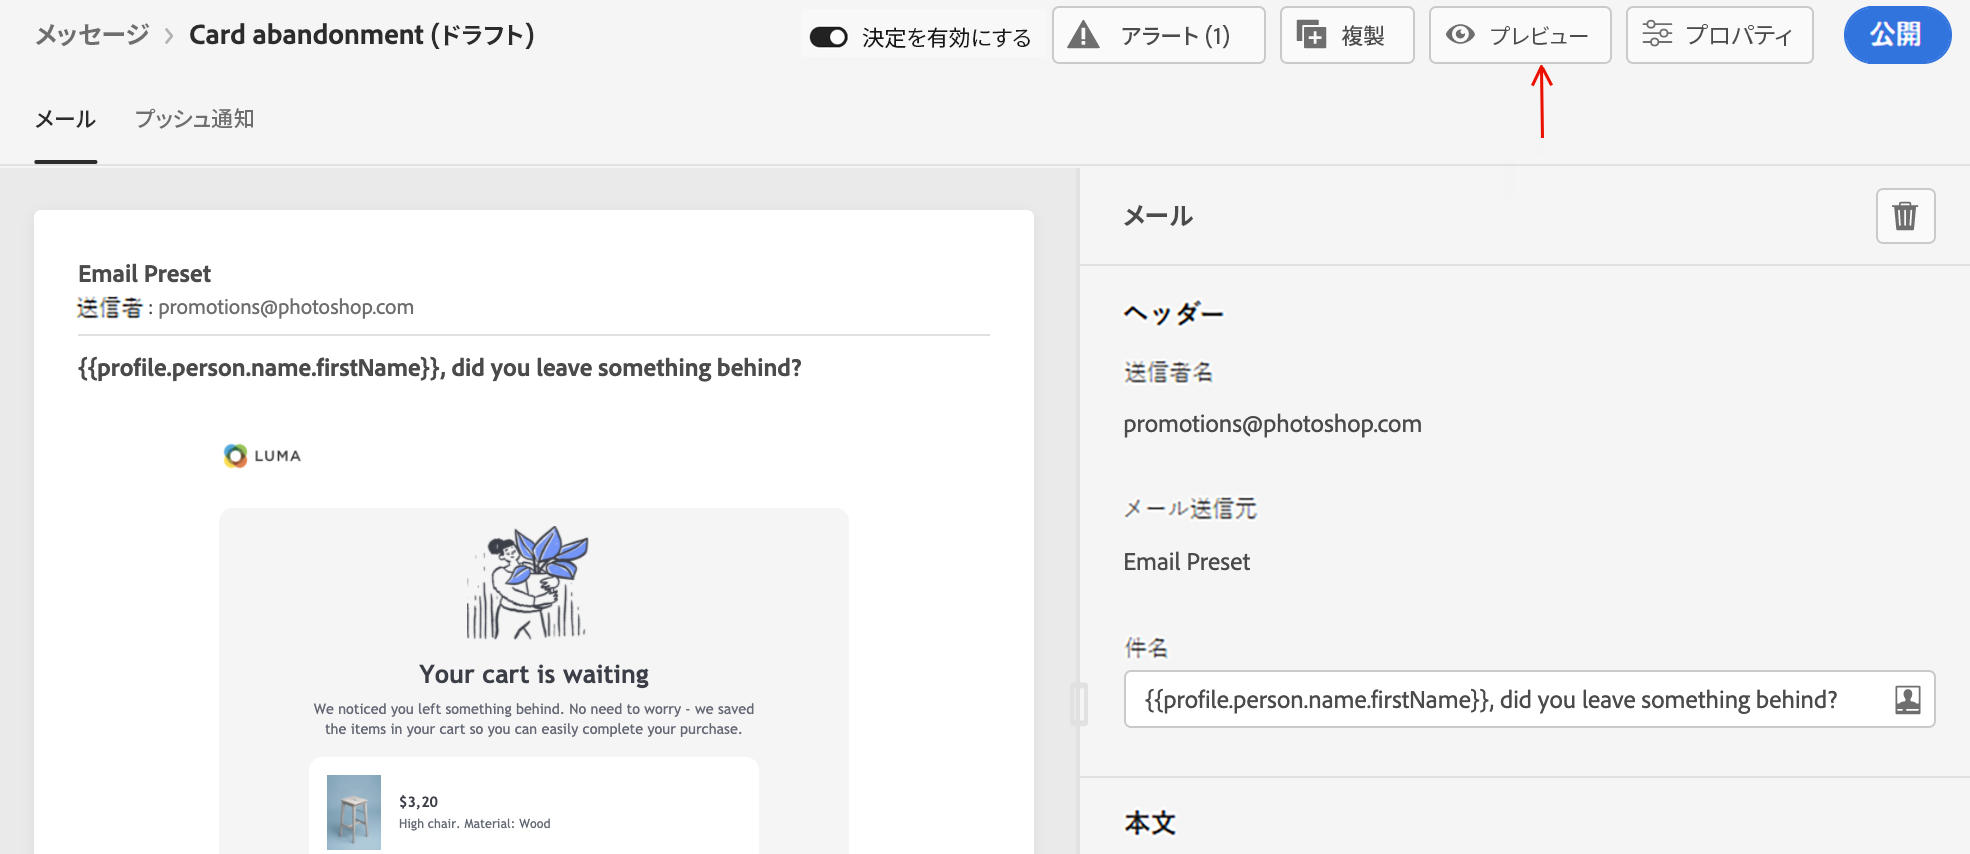 メッセージ > Card abandonment (ドラフト)
決定を有効にする
アラート (1)
複製
プレビュー
プロパティ
公開
メール
プッシュ通知
Email Preset
送信者 : promotions@photoshop.com
{{profile.person.name.firstName}}, did you leave something behind?
LUMA
Your cart is waiting
We noticed you left something behind. No need to worry - we saved
the items in your cart so you can easily complete your purchase.
$3,20
High chair. Material: Wood
メール
ヘッダー
送信者名
promotions@photoshop.com
メール送信元
Email Preset
件名
{{profile.person.name.firstName}}, did you leave something behind?
本文